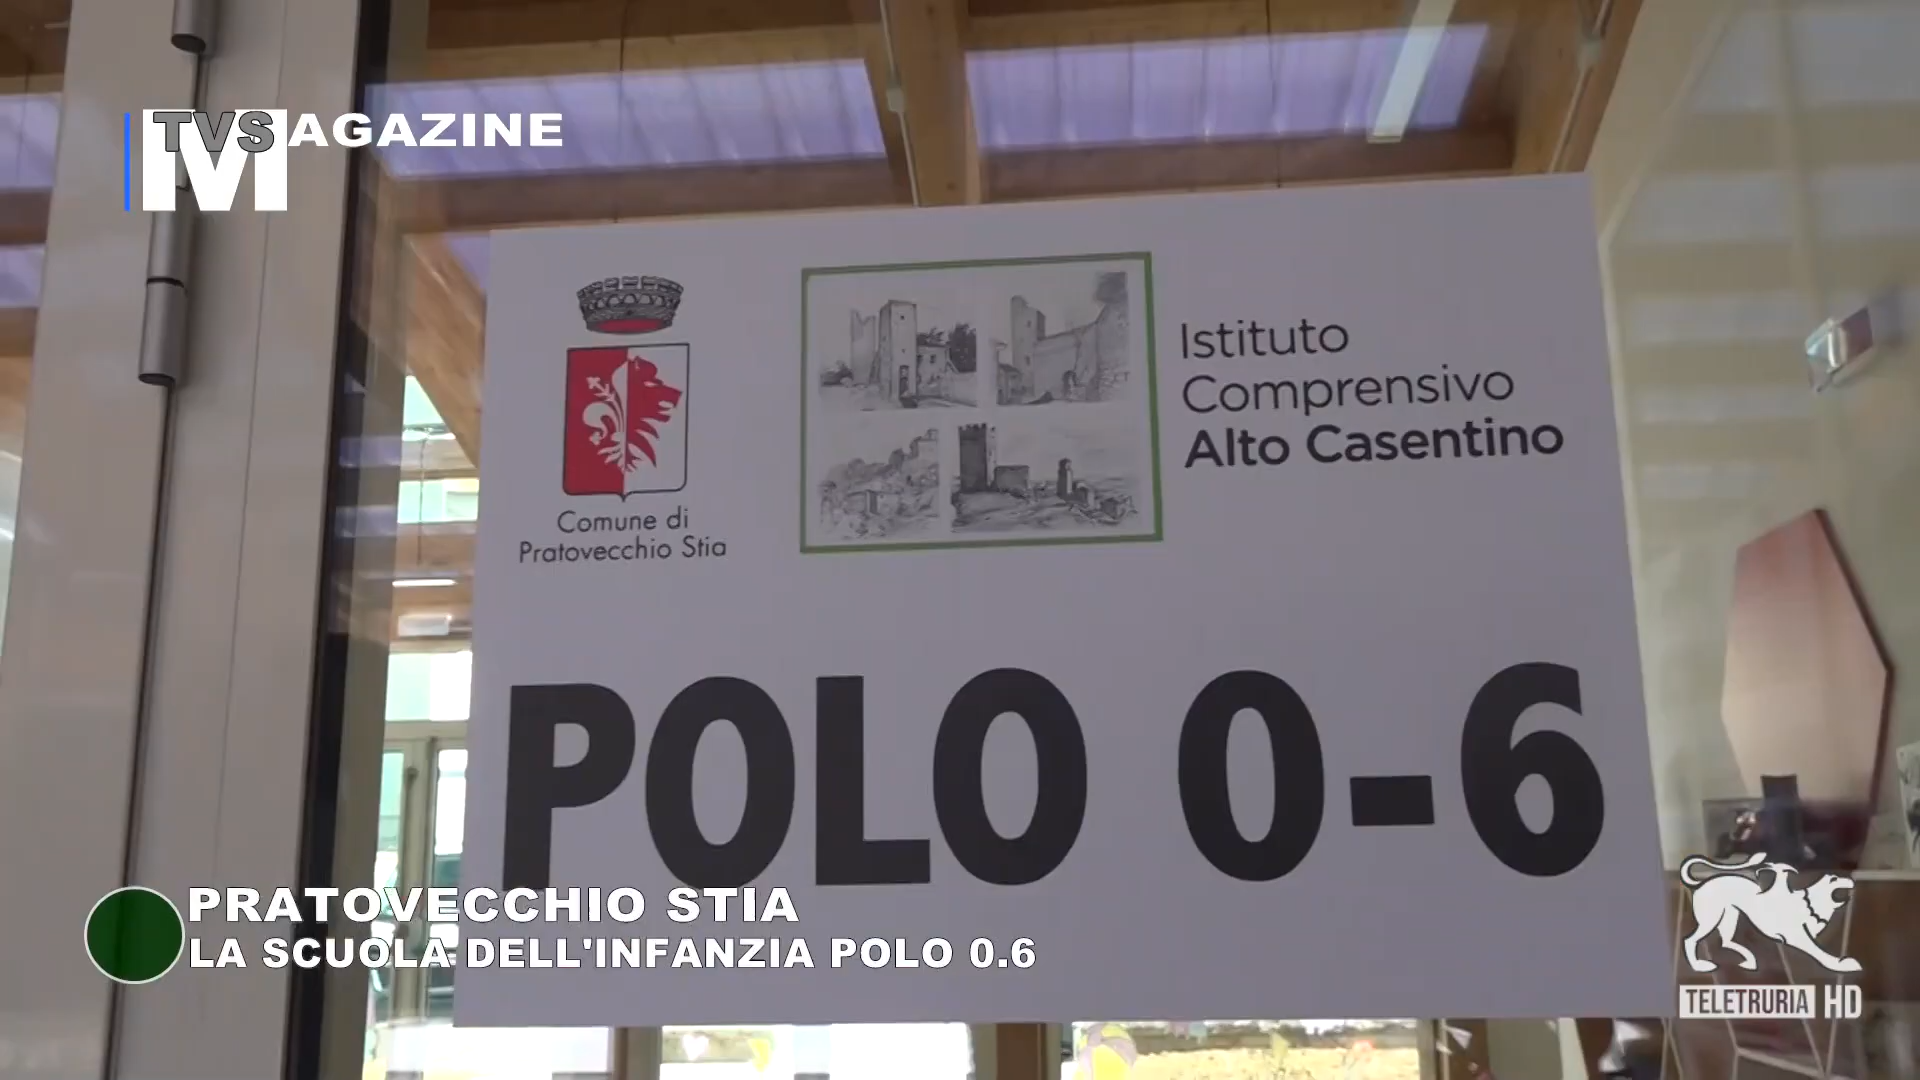 TVS
MAGAZINE
Comune di
Pratovecchio Stia
Istituto
Comprensivo
Alto Casentino
POLO 0-6
PRATOVECCHIO STIA
LA SCUOLA DELL'INFANZIA POLO 0.6
TELETRURIA HD